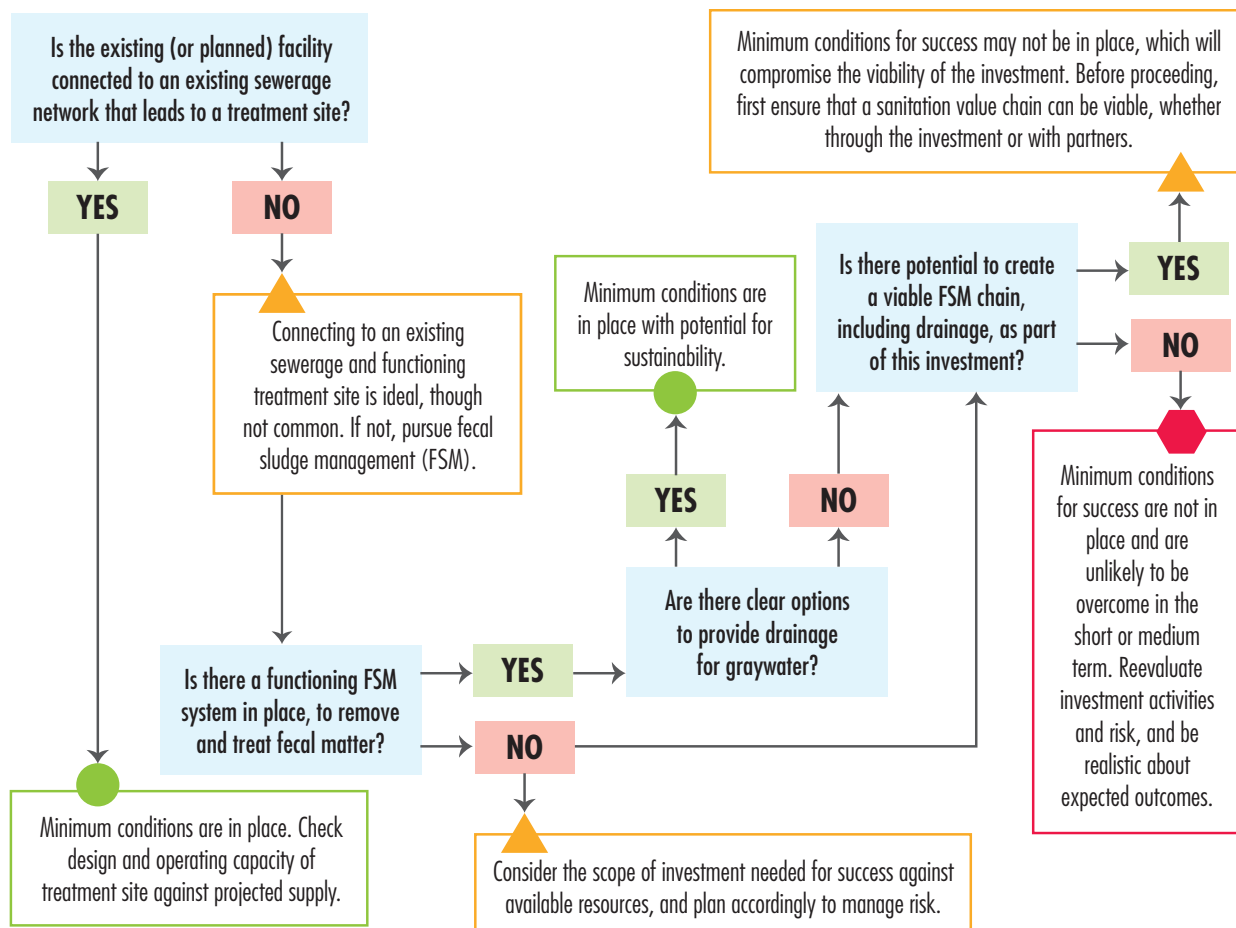 Is the existing (or planned) facility
connected to an existing sewerage
network that leads to a treatment site?
YES
NO
Connecting to an existing
sewerage and functioning
treatment site is ideal, though
not common. If not, pursue fecal
sludge management (FSM).
Is there a functioning FSM
system in place, to remove
and treat fecal matter?
YES
NO
Minimum conditions are in place. Check
design and operating capacity of
treatment site against projected supply.
Consider the scope of investment needed for success against
available resources, and plan accordingly to manage risk.
Are there clear options
to provide drainage
for graywater?
YES
NO
Minimum conditions are
in place with potential for
sustainability.
Is there potential to create
a viable FSM chain,
including drainage, as part
of this investment?
YES
NO
Minimum conditions for success may not be in place, which will
compromise the viability of the investment. Before proceeding,
first ensure that a sanitation value chain can be viable, whether
through the investment or with partners.
Minimum conditions
for success are not in
place and are
unlikely to be
overcome in the
short or medium
term. Reevaluate
investment activities
and risk, and be
realistic about
expected outcomes.